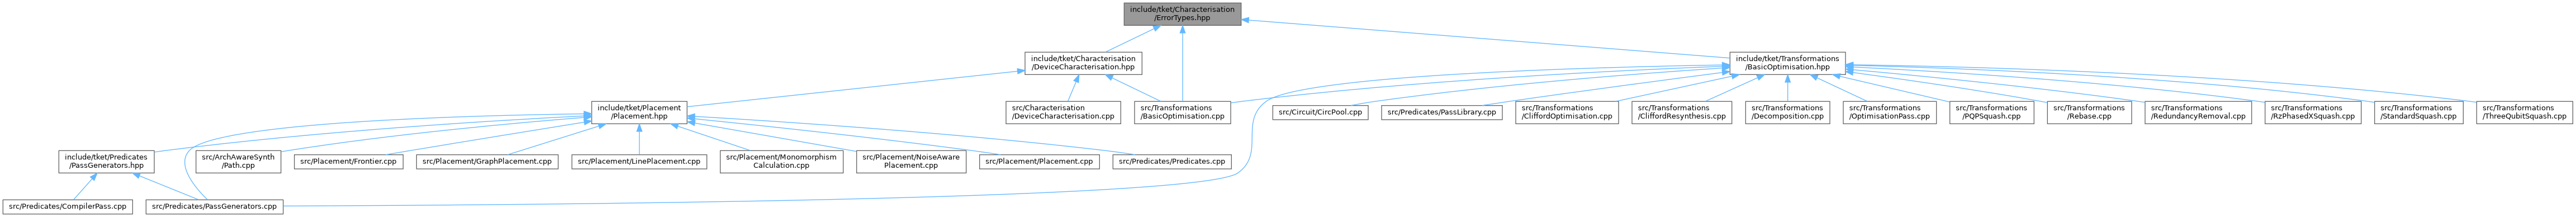 include/tket/Characterisation
/ErrorTypes.hpp
include/tket/Characterisation
/DeviceCharacterisation.hpp
include/tket/Transformations
/BasicOptimisation.hpp
include/tket/Placement
/Placement.hpp
src/Characterisation
/DeviceCharacterisation.cpp
src/Transformations
/BasicOptimisation.cpp
src/Circuit/CircPool.cpp
src/Predicates/PassLibrary.cpp
src/Transformations
/CliffordOptimisation.cpp
src/Transformations
/CliffordResynthesis.cpp
src/Transformations
/Decomposition.cpp
src/Transformations
/OptimisationPass.cpp
src/Transformations
/PQPSquash.cpp
src/Transformations
/Rebase.cpp
src/Transformations
/RedundancyRemoval.cpp
src/Transformations
/RzPhasedXSquash.cpp
src/Transformations
/StandardSquash.cpp
src/Transformations
/ThreeQubitSquash.cpp
include/tket/Predicates
/PassGenerators.hpp
src/ArchAwareSynth
/Path.cpp
src/Placement/Frontier.cpp
src/Placement/GraphPlacement.cpp
src/Placement/LinePlacement.cpp
src/Placement/Monomorphism
Calculation.cpp
src/Placement/NoiseAware
Placement.cpp
src/Placement/Placement.cpp
src/Predicates/Predicates.cpp
src/Predicates/CompilerPass.cpp
src/Predicates/PassGenerators.cpp